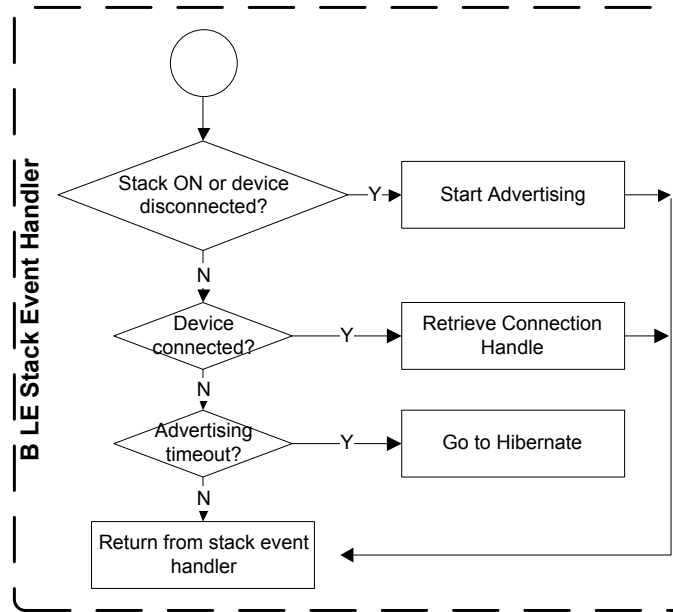 B LE Stack Event Handler
Stack ON or device
disconnected?
Y
Start Advertising
N
Device
connected?
Y
Retrieve Connection
Handle
N
Advertising
timeout?
Y
Go to Hibernate
N
Return from stack event
handler